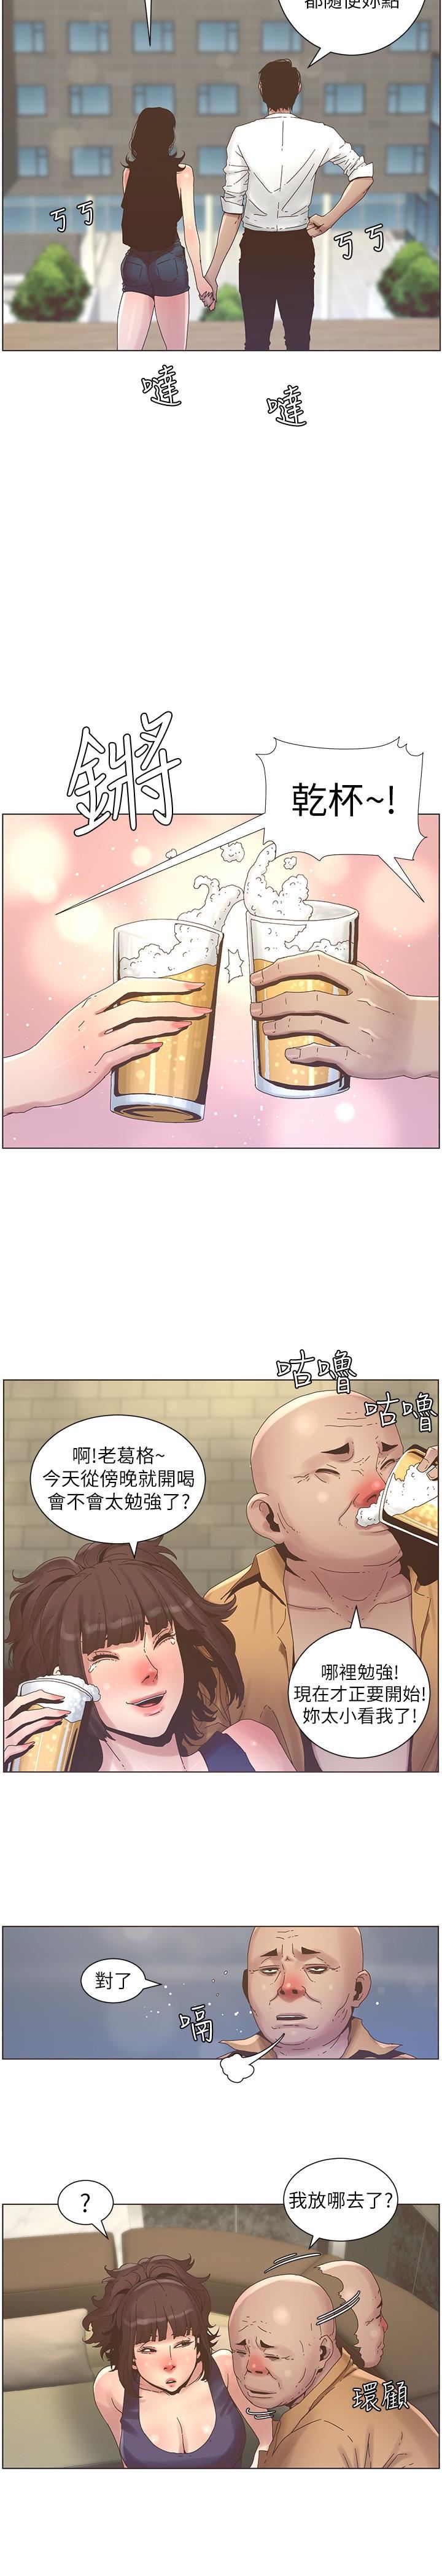 都隨便妳點
ㄎㄎ
ㄎㄎ
噠
噠
鏘
乾杯~!
咕嚕
咕嚕
啊!老葛格~
今天從傍晚就開喝
會不會太勉強了?
哪裡勉強!
現在才正要開始!
妳太小看我了!
對了
嗝
?
我放哪去了?
環顧